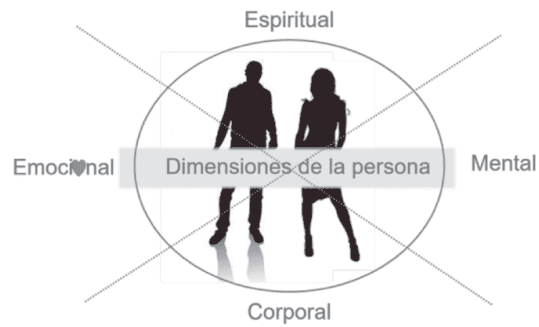 Espiritual
Emocional
Dimensiones de la persona
Mental
Corporal